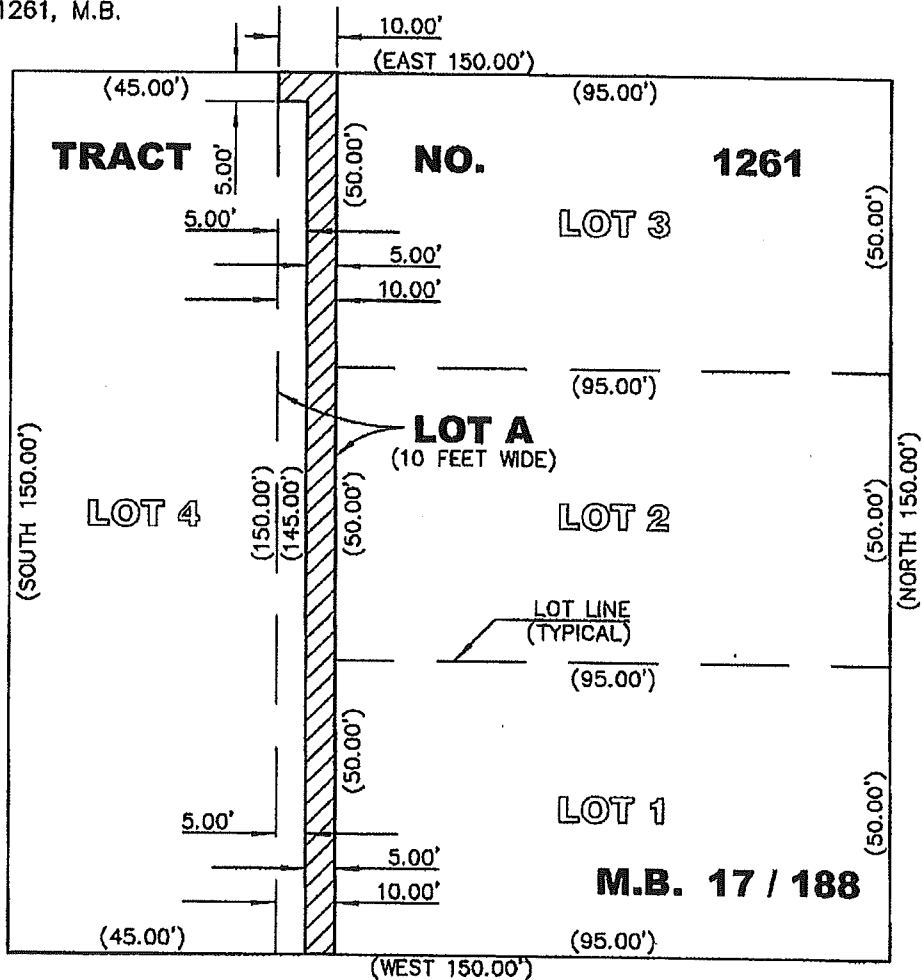 1261, M.B.
10.00'
(EAST 150.00')
(45.00')
(95.00')
TRACT NO. 1261
5.00'
(50.00')
(50.00')
LOT 3
5.00'
5.00'
10.00'
(95.00')
LOT A
(10 FEET WIDE)
(SOUTH 150.00')
LOT 4
(150.00')
(145.00')
(50.00')
LOT 2
(50.00')
(NORTH 150.00')
LOT LINE
(TYPICAL)
(95.00')
(50.00')
LOT 1
(50.00')
5.00'
5.00'
10.00'
M.B. 17 / 188
(45.00')
(95.00')
(WEST 150.00')